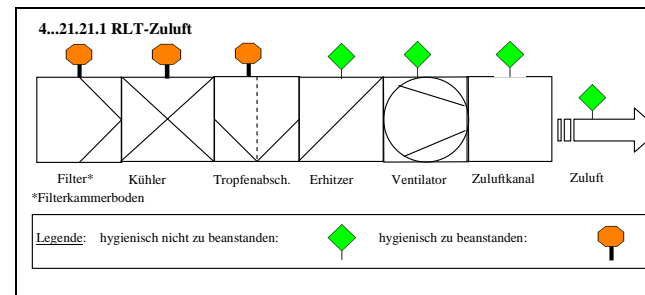 4...21.21.1 RLT-Zuluft
Filter* Kühler Tropfenabsch. Erhitzer Ventilator Zuluftkanal Zuluft
*Filterkammerboden
Legende: hygienisch nicht zu beanstanden: hygienisch zu beanstanden: